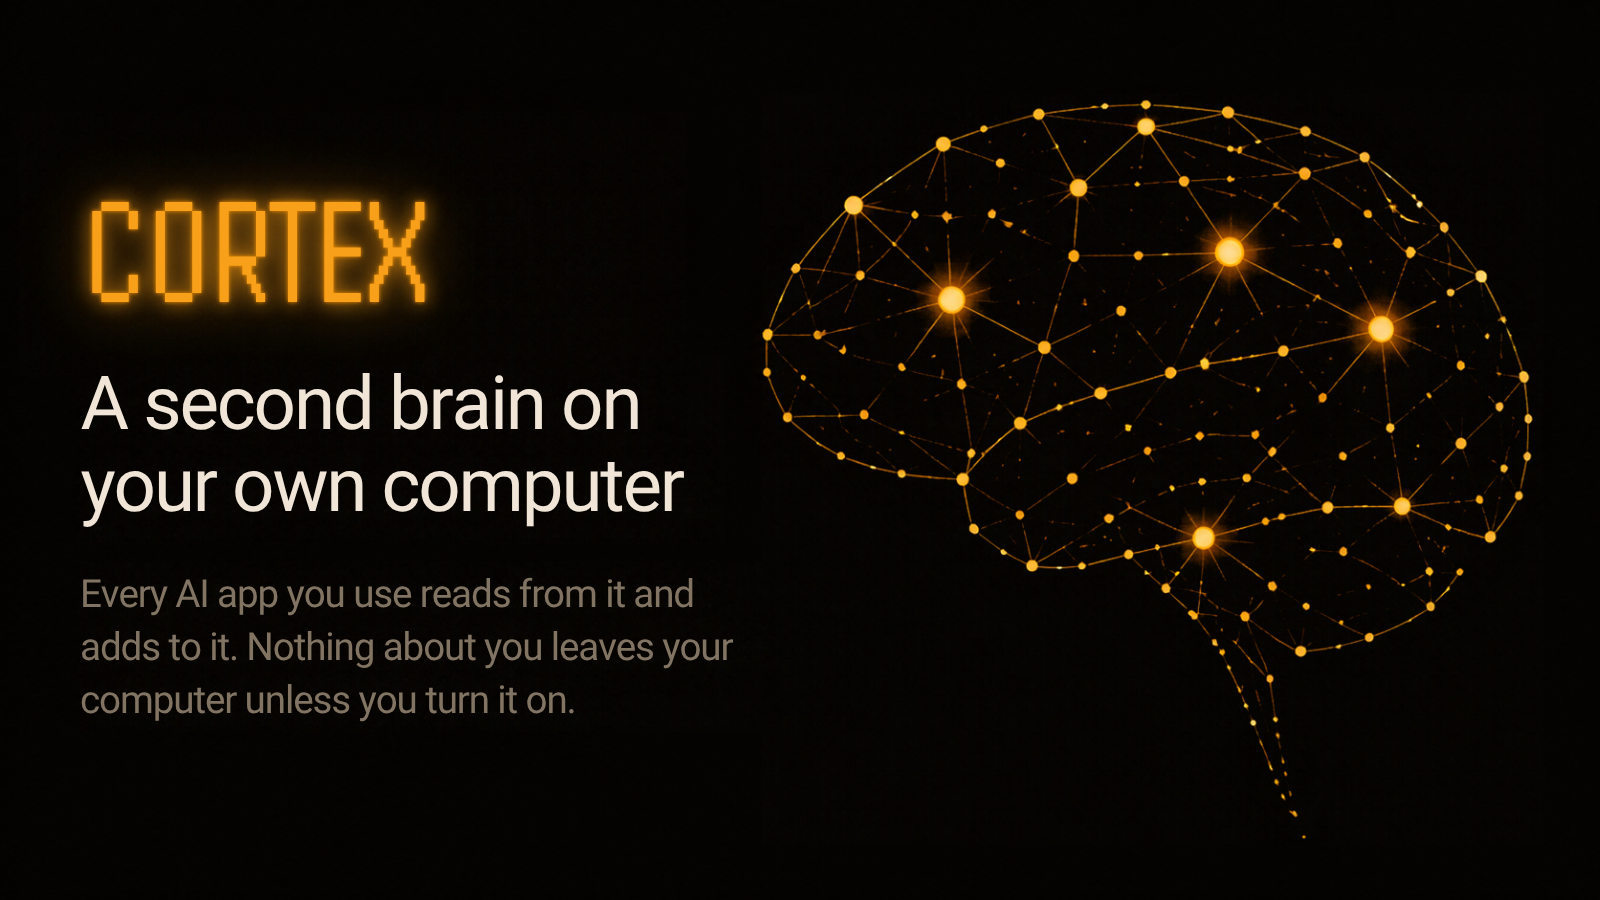 CORTEX
A second brain on
your own computer
Every AI app you use reads from it and
adds to it. Nothing about you leaves your
computer unless you turn it on.